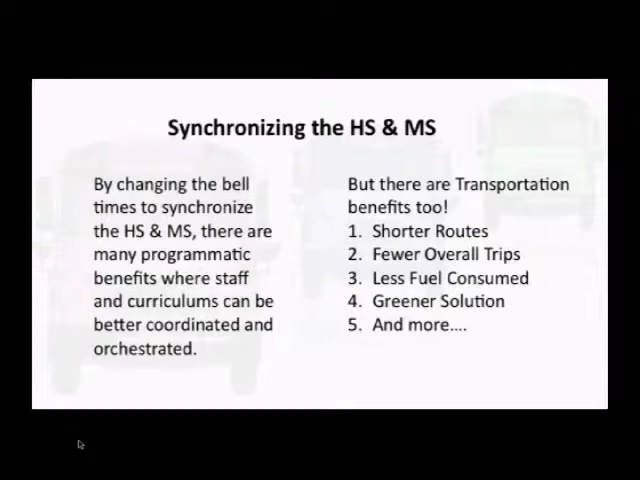 Synchronizing the HS & MS
By changing the bell
times to synchronize
the HS & MS, there are
many programmatic
benefits where staff
and curriculums can be
better coordinated and
orchestrated.
But there are Transportation
benefits too!
1. Shorter Routes
2. Fewer Overall Trips
3. Less Fuel Consumed
4. Greener Solution
5. And more....